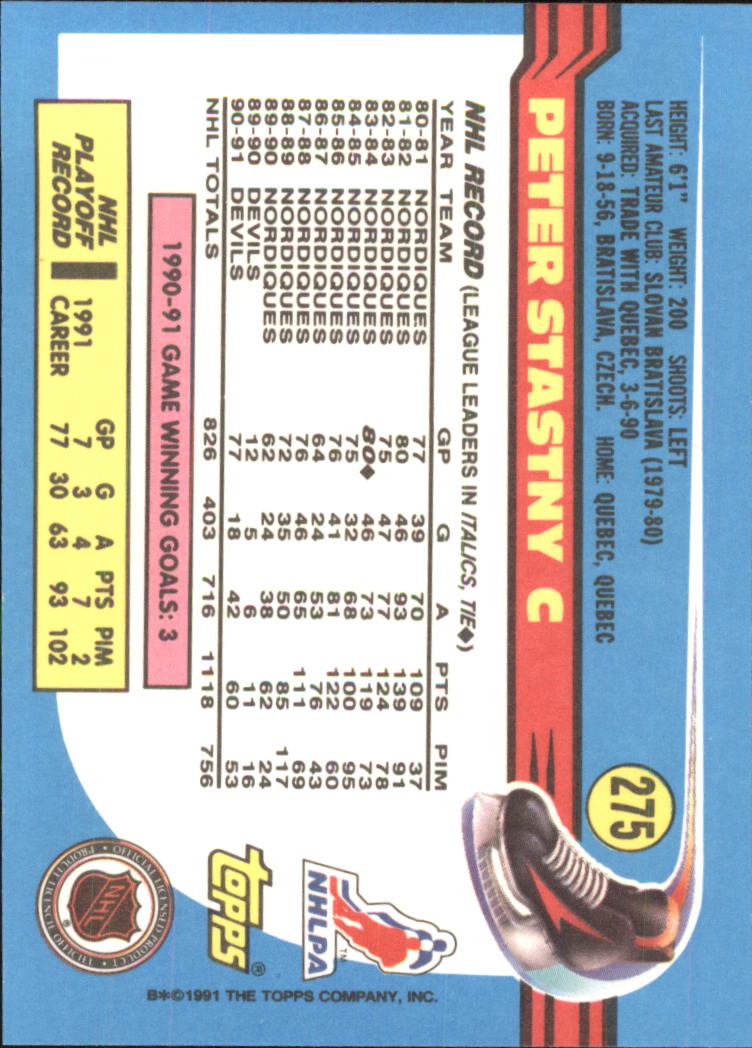 275
HEIGHT: 6'1" WEIGHT: 200 SHOOTS: LEFT
LAST AMATEUR CLUB: SLOVAN BRATISLAVA (1979-80)
ACQUIRED: TRADE WITH QUEBEC, 3-6-90
BORN: 9-18-56, BRATISLAVA, CZECH. HOME: QUEBEC, QUEBEC
PETER STASTNY C
NHL RECORD (LEAGUE LEADERS IN ITALICS, TIE◆)
YEAR TEAM GP G A PTS PIM
80-81 NORDIQUES 77 39 70 109 37
81-82 NORDIQUES 80 46 93 139 91
82-83 NORDIQUES 75 47 77 124 78
83-84 NORDIQUES 80◆ 46 73 119 73
84-85 NORDIQUES 75 32 68 100 95
85-86 NORDIQUES 76 41 81 122 60
86-87 NORDIQUES 64 24 53 76 43
87-88 NORDIQUES 76 46 65 111 69
88-89 NORDIQUES 72 35 50 85 117
89-90 NORDIQUES 62 24 38 62 24
89-90 DEVILS 12 5 6 11 16
90-91 DEVILS 77 18 42 60 53
NHL TOTALS 826 403 716 1118 756
1990-91 GAME WINNING GOALS: 3
NHL PLAYOFF RECORD
GP G A PTS PIM
1991 7 3 4 7 2
CAREER 77 30 63 93 102
NHLPA
TM
topps®
OFFICIAL LICENSED PRODUCT • PRODUIT LICENCIÉ OFFICIEL •
NHL
®
B*©1991 THE TOPPS COMPANY, INC.